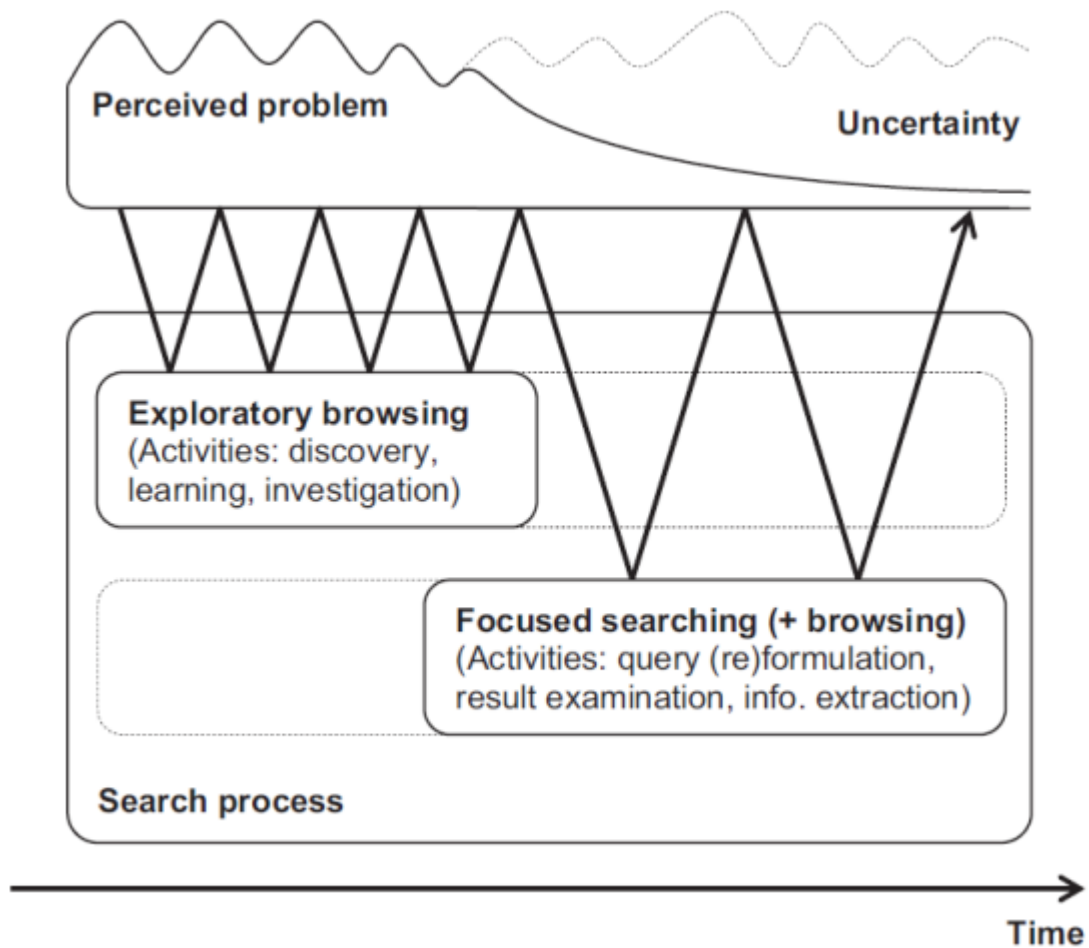 Perceived problem
Uncertainty
Exploratory browsing
(Activities: discovery,
learning, investigation)
Focused searching (+ browsing)
(Activities: query (re)formulation,
result examination, info. extraction)
Search process
Time